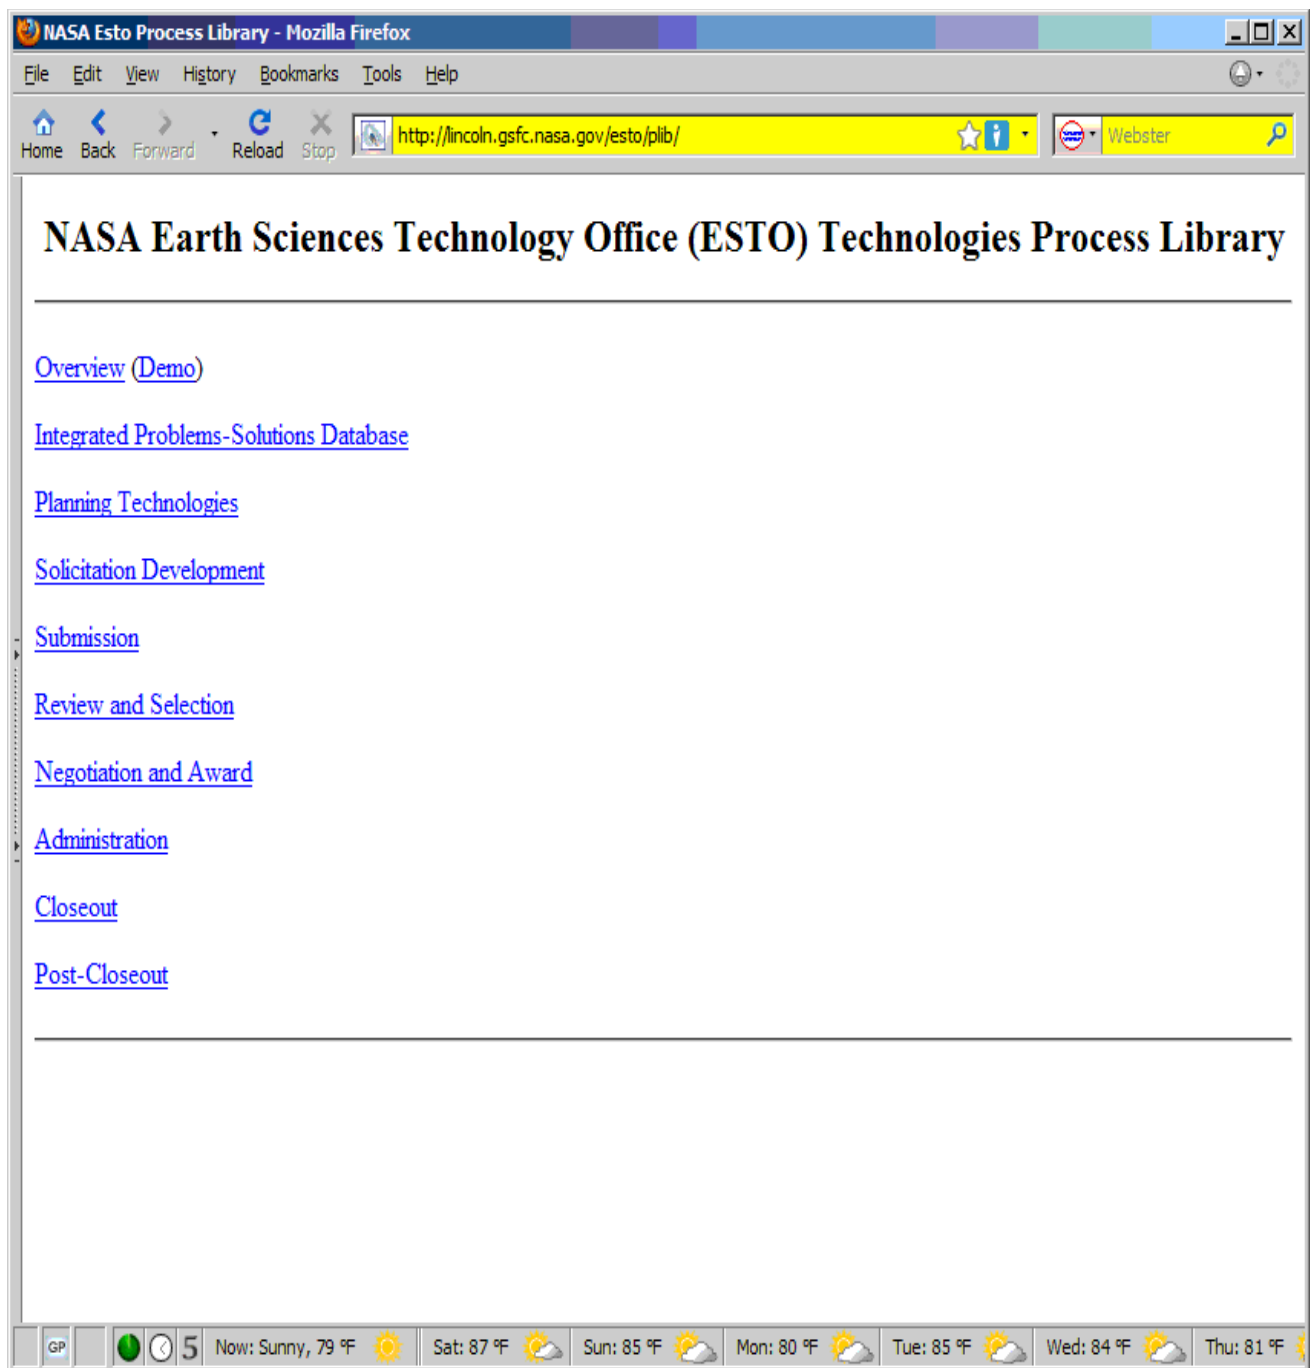 NASA Esto Process Library - Mozilla Firefox
File Edit View History Bookmarks Tools Help
Home Back Forward Reload Stop http://lincoln.gsfc.nasa.gov/esto/plib/ Webster
NASA Earth Sciences Technology Office (ESTO) Technologies Process Library
Overview (Demo)
Integrated Problems-Solutions Database
Planning Technologies
Solicitation Development
Submission
Review and Selection
Negotiation and Award
Administration
Closeout
Post-Closeout
GP 5 Now: Sunny, 79 °F Sat: 87 °F Sun: 85 °F Mon: 80 °F Tue: 85 °F Wed: 84 °F Thu: 81 °F